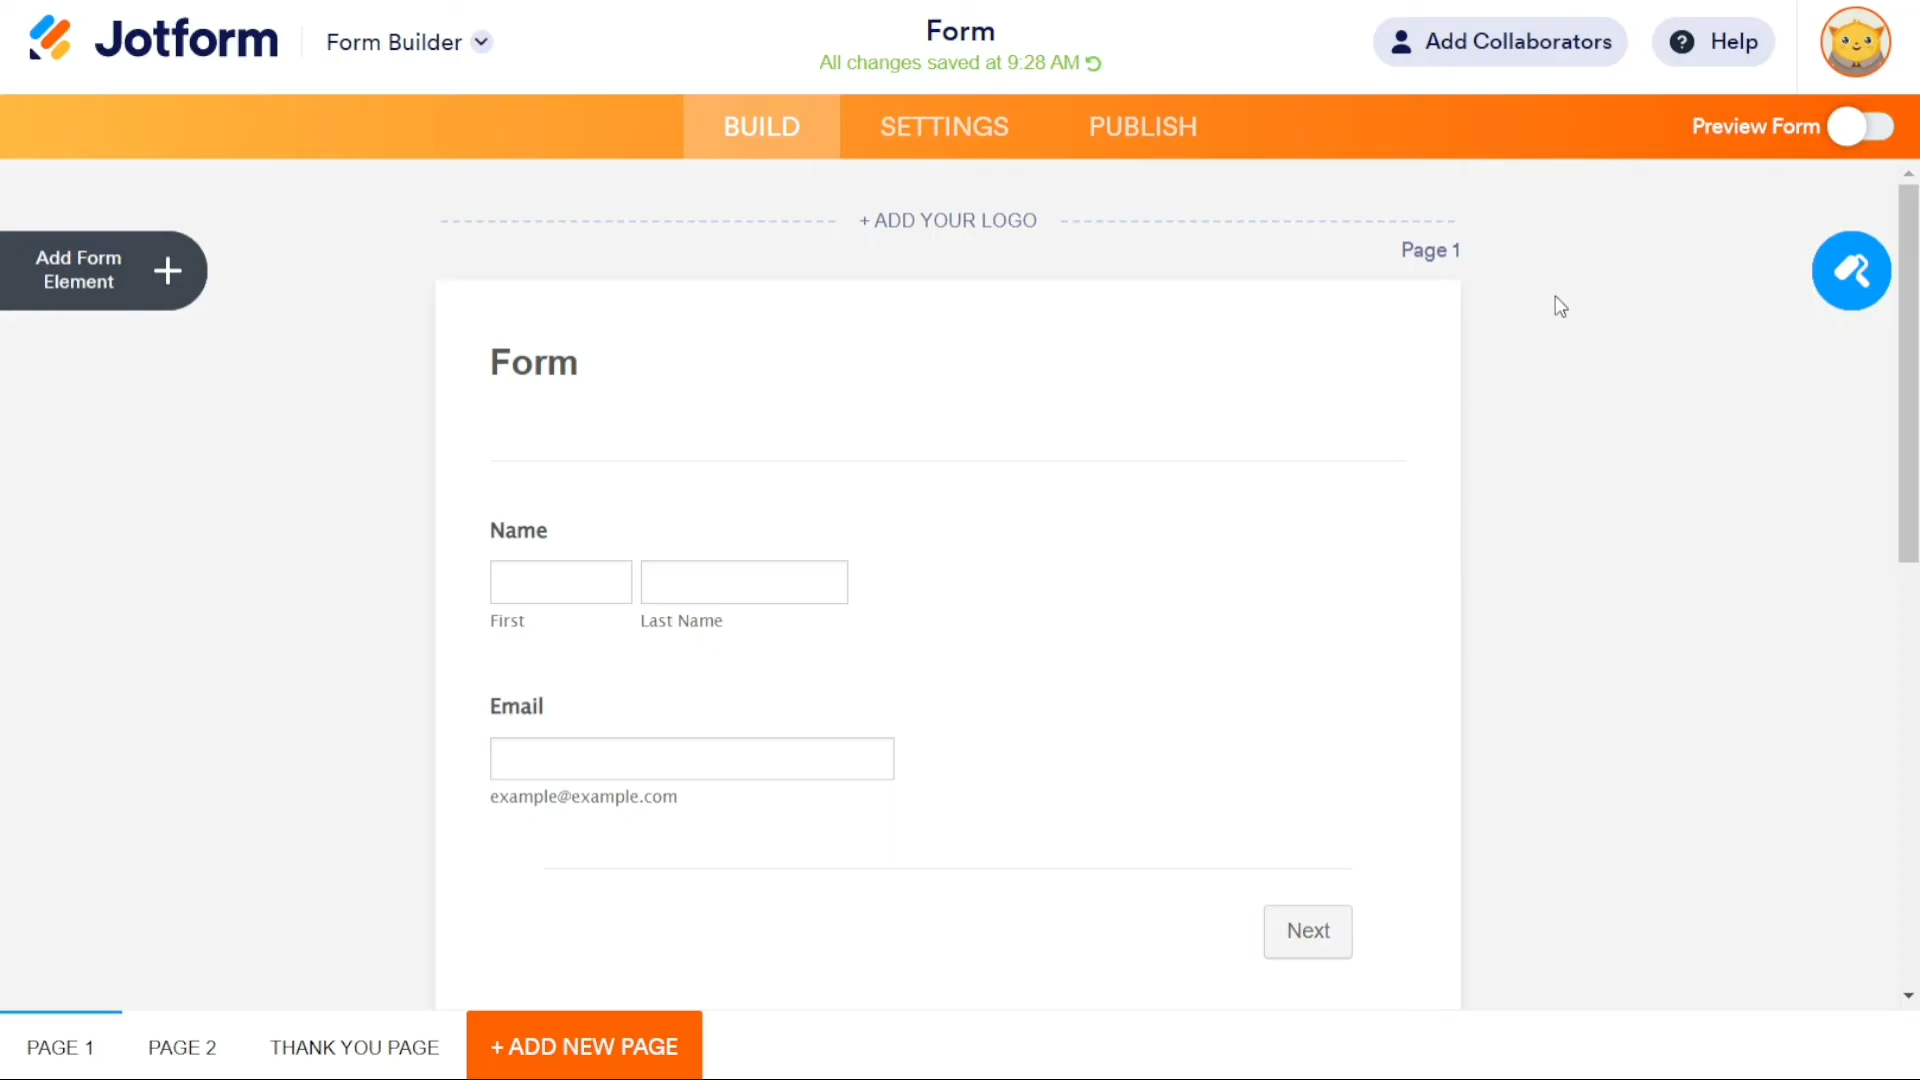 Jotform
Form Builder
Form
All changes saved at 9:28 AM
Add Collaborators
Help
BUILD
SETTINGS
PUBLISH
Preview Form
Add Form
Element
+ ADD YOUR LOGO
Page 1
Form
Name
First
Last Name
Email
example@example.com
Next
PAGE 1
PAGE 2
THANK YOU PAGE
+ ADD NEW PAGE